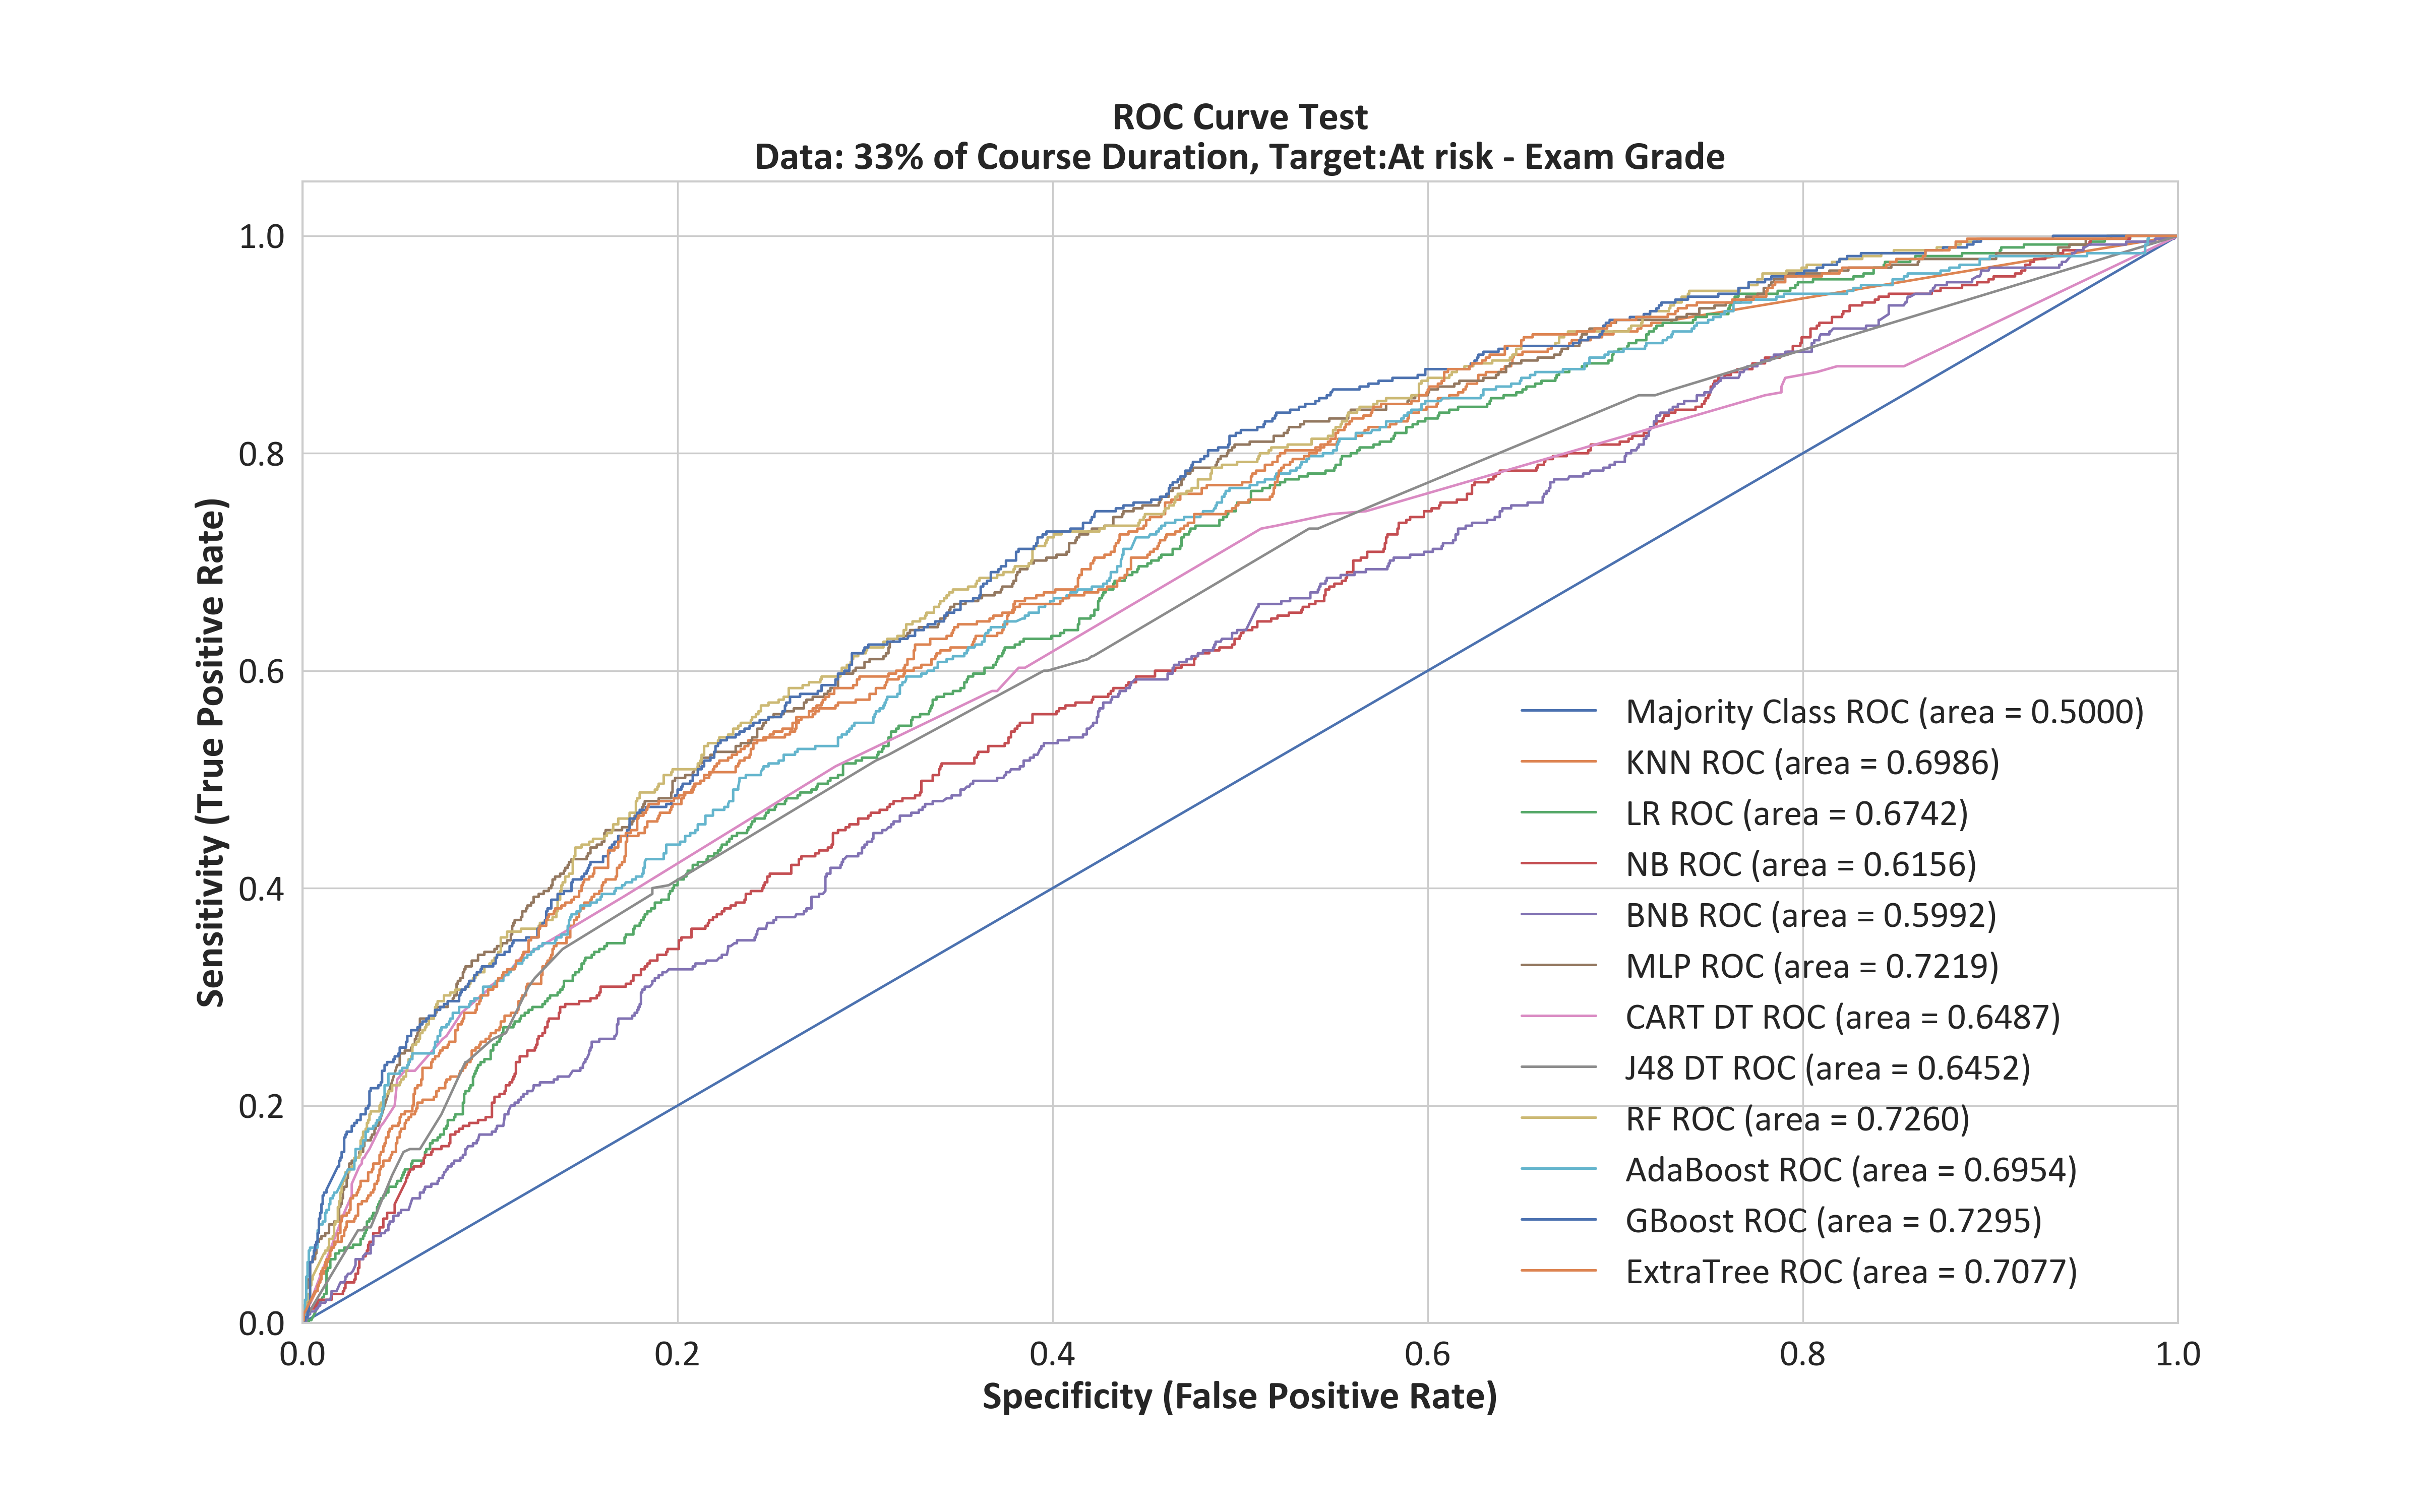 ROC Curve Test
Data: 33% of Course Duration, Target:At risk - Exam Grade
Sensitivity (True Positive Rate)
1.0
0.8
0.6
0.4
0.2
0.0
Majority Class ROC (area = 0.5000)
KNN ROC (area = 0.6986)
LR ROC (area = 0.6742)
NB ROC (area = 0.6156)
BNB ROC (area = 0.5992)
MLP ROC (area = 0.7219)
CART DT ROC (area = 0.6487)
J48 DT ROC (area = 0.6452)
RF ROC (area = 0.7260)
AdaBoost ROC (area = 0.6954)
GBoost ROC (area = 0.7295)
ExtraTree ROC (area = 0.7077)
0.0 0.2 0.4 0.6 0.8 1.0
Specificity (False Positive Rate)